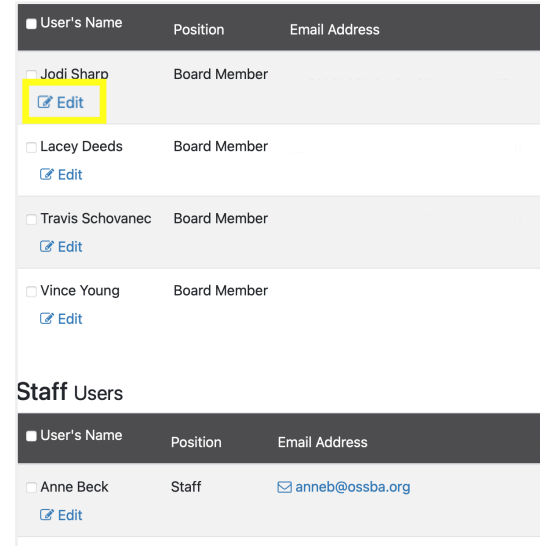 User's Name Position Email Address
Jodi Sharp Board Member
Edit
Lacey Deeds Board Member
Edit
Travis Schovanec Board Member
Edit
Vince Young Board Member
Edit
Staff Users
User's Name Position Email Address
Anne Beck Staff anneb@ossba.org
Edit